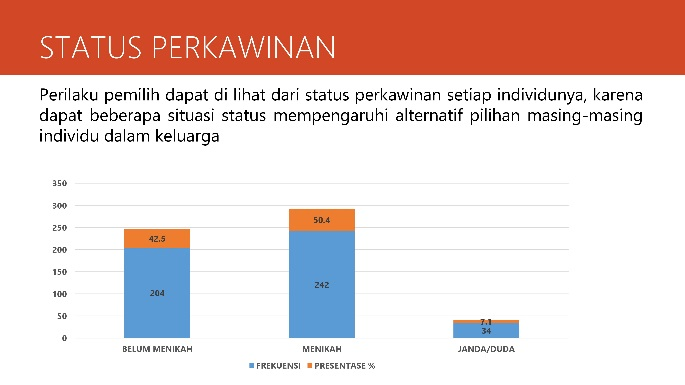 STATUS PERKAWINAN
Perilaku pemilih dapat di lihat dari status perkawinan setiap individunya, karena
dapat beberapa situasi status mempengaruhi alternatif pilihan masing-masing
individu dalam keluarga
350
300
250
200
150
100
50
0
42.5
204
50.4
242
7.1
34
BELUM MENIKAH
MENIKAH
JANDA/DUDA
FREKUENSI PRESENTASE %